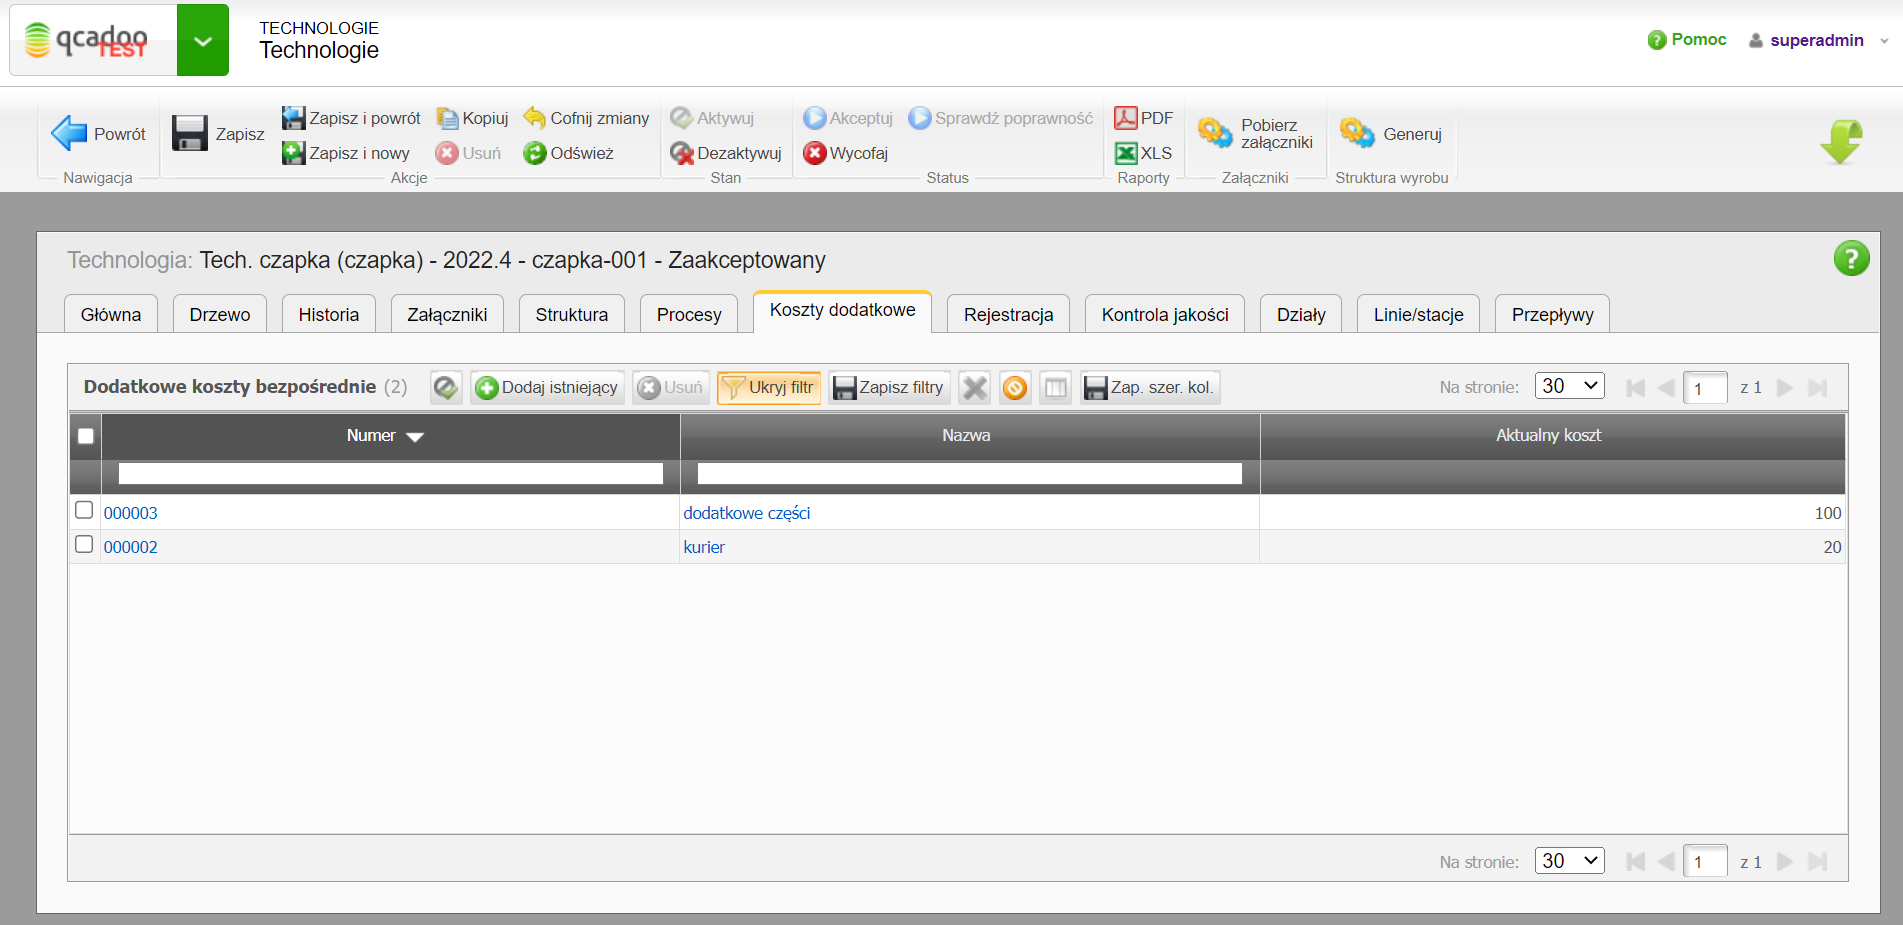 qcadoo
TEST
TECHNOLOGIE
Technologie
Pomoc
superadmin
Powrót
Nawigacja
Zapisz
Zapisz i powrót
Kopiuj
Cofnij zmiany
Zapisz i nowy
Usuń
Odśwież
Akcje
Aktywuj
Dezaktywuj
Stan
Akceptuj
Sprawdź poprawność
Wycofaj
Status
PDF
XLS
Raporty
Pobierz
załączniki
Załączniki
Generuj
Struktura wyrobu
Technologia: Tech. czapka (czapka) - 2022.4 - czapka-001 - Zaakceptowany
Główna
Drzewo
Historia
Załączniki
Struktura
Procesy
Koszty dodatkowe
Rejestracja
Kontrola jakości
Działy
Linie/stacje
Przepływy
Dodatkowe koszty bezpośrednie (2)
Dodaj istniejący
Usuń
Ukryj filtr
Zapisz filtry
Zap. szer. kol.
Na stronie: 30
1 z 1
Numer
Nazwa
Aktualny koszt
000003 dodatkowe części 100
000002 kurier 20
Na stronie: 30
1 z 1